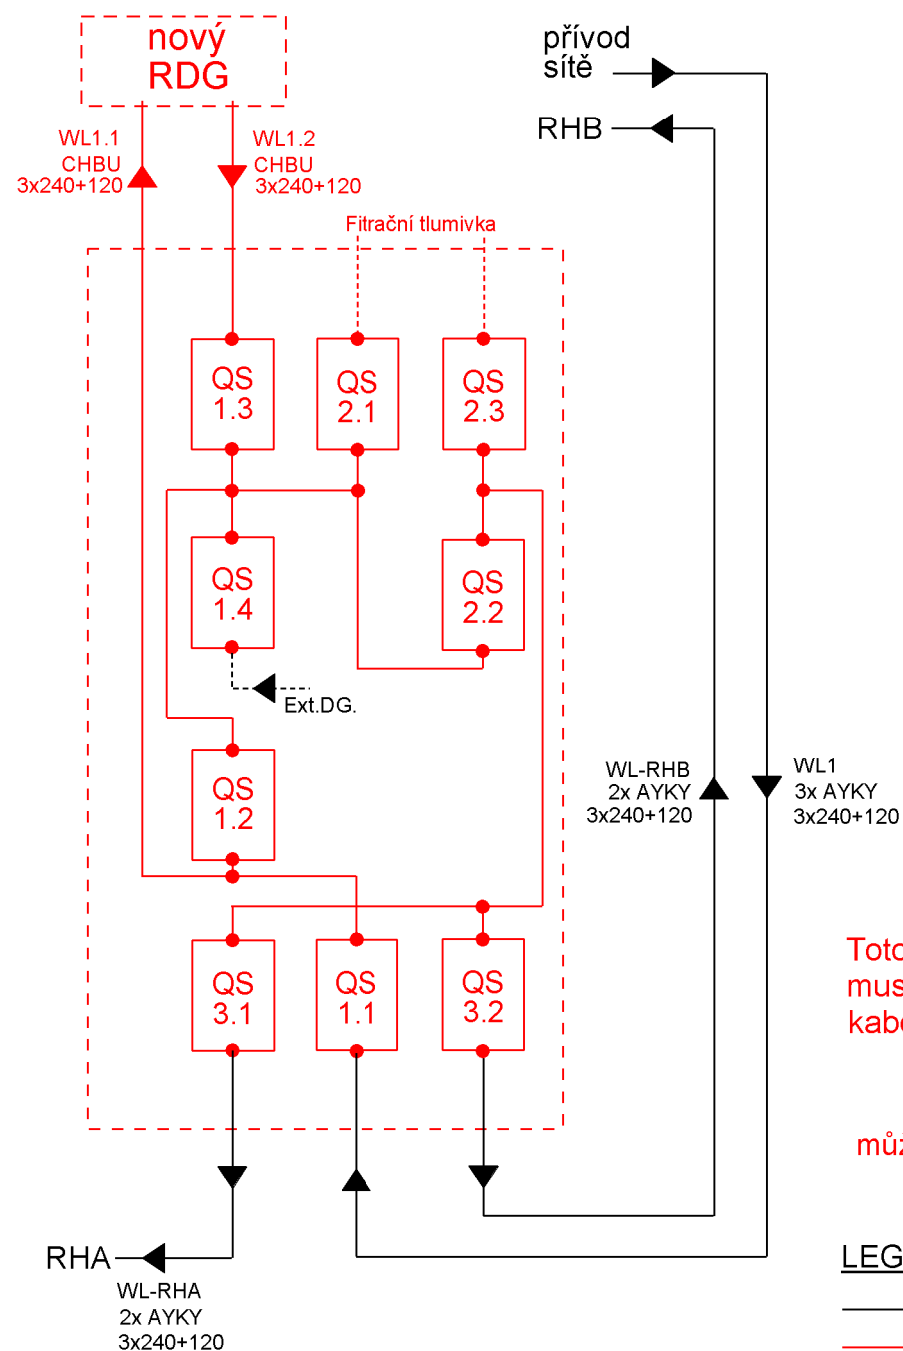 nový
RDG
přívod
sítě
RHB
WL1.1
CHBU
3x240+120
WL1.2
CHBU
3x240+120
Fitrační tlumivka
QS
1.3
QS
2.1
QS
2.3
QS
1.4
QS
2.2
Ext.DG.
QS
1.2
WL-RHB
2x AYKY
3x240+120
WL1
3x AYKY
3x240+120
QS
3.1
QS
1.1
QS
3.2
RHA
WL-RHA
2x AYKY
3x240+120